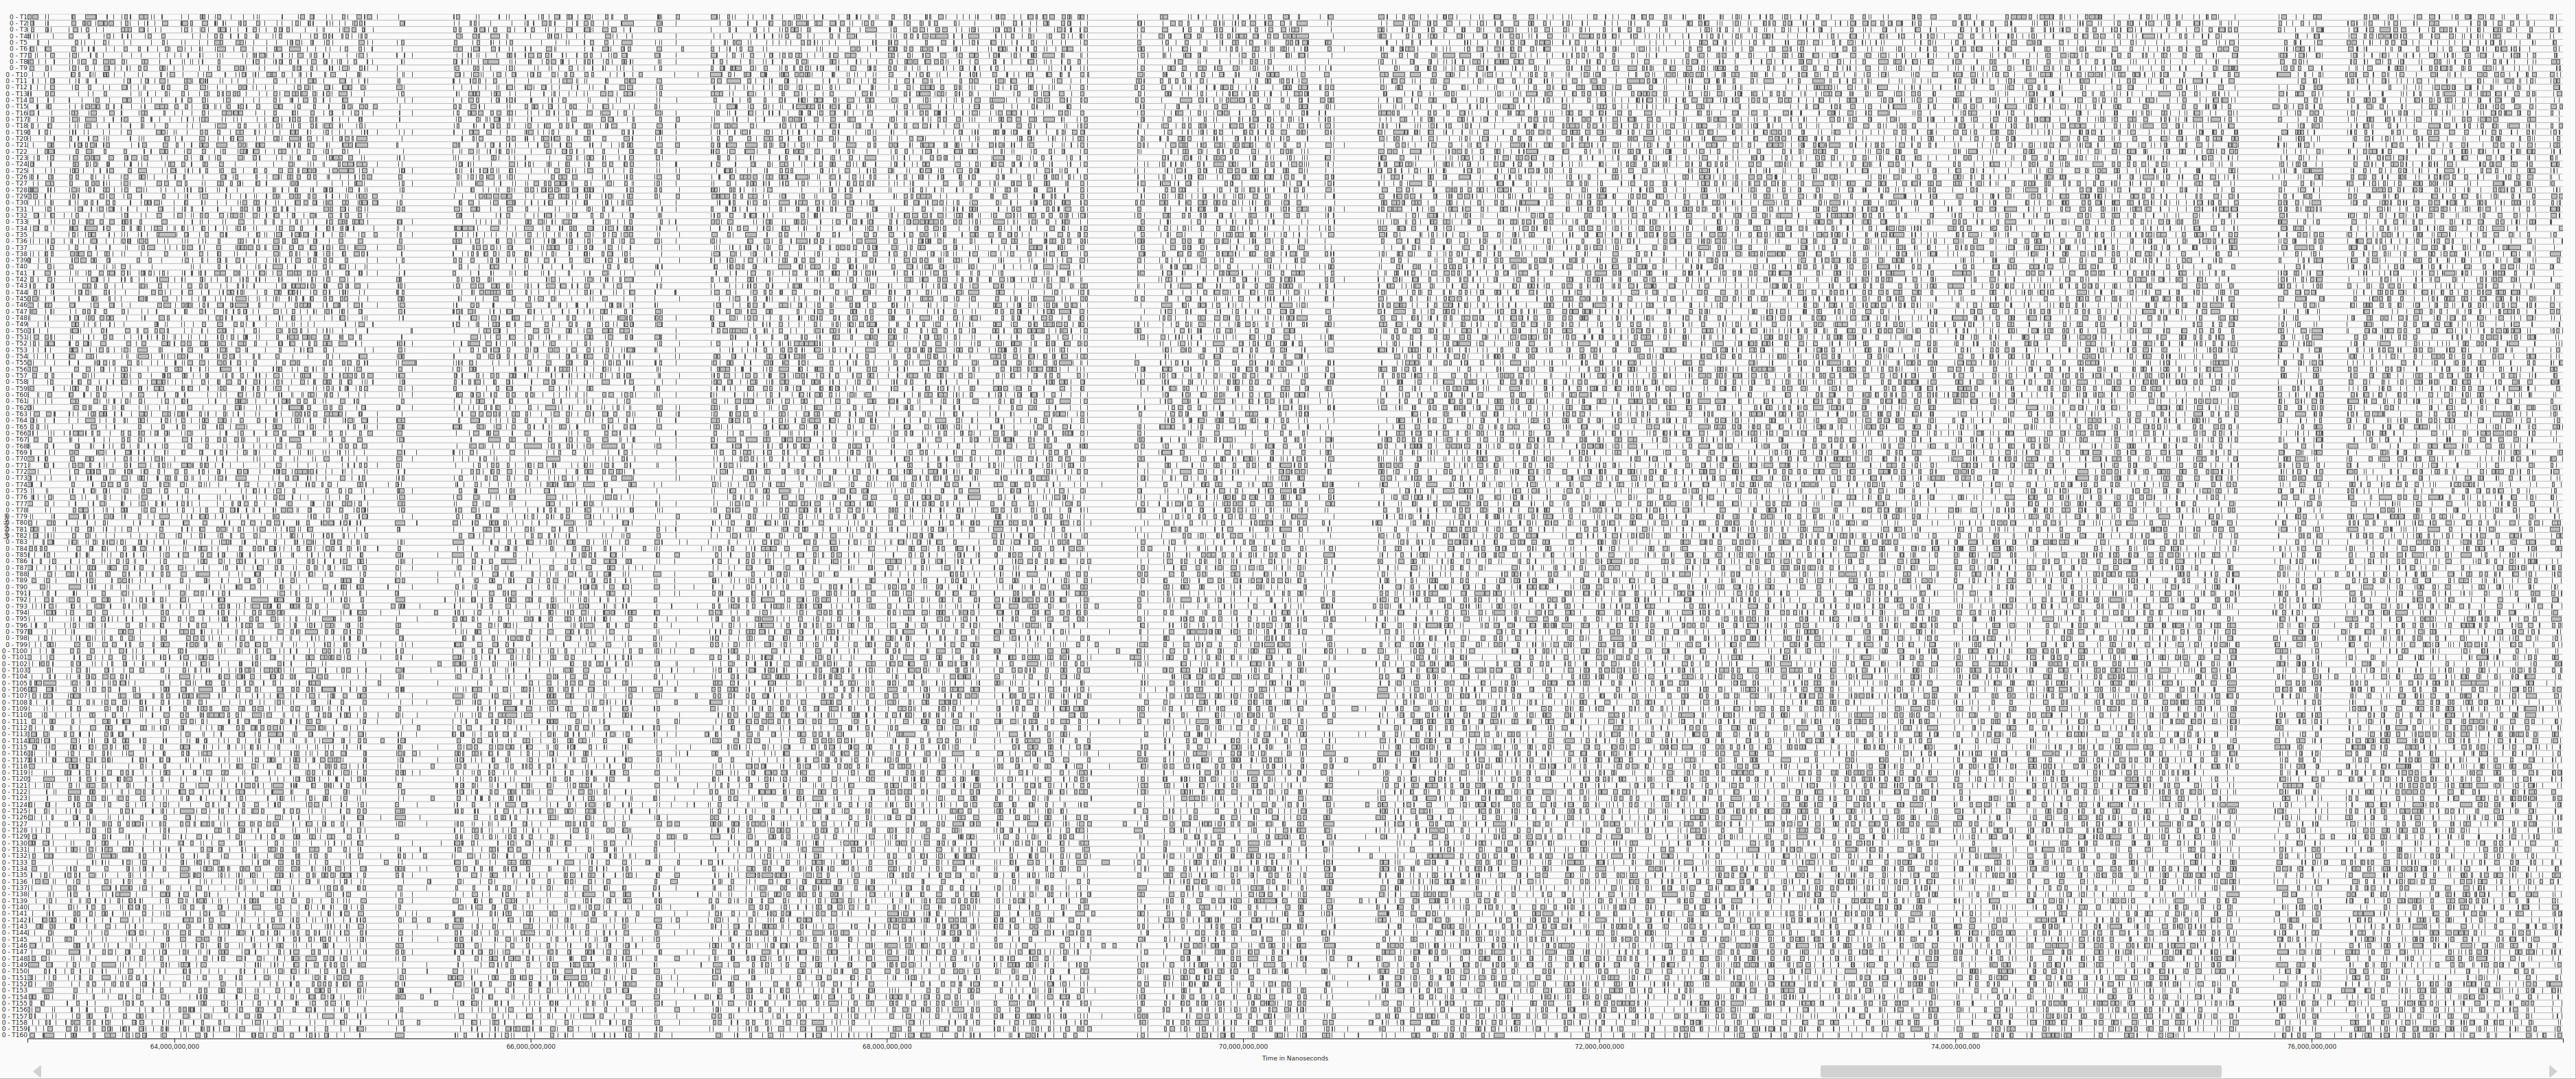 0 - T1
0 - T2
0 - T3
0 - T4
0 - T5
0 - T6
0 - T7
0 - T8
0 - T9
0 - T10
0 - T11
0 - T12
0 - T13
0 - T14
0 - T15
0 - T16
0 - T17
0 - T18
0 - T19
0 - T20
0 - T21
0 - T22
0 - T23
0 - T24
0 - T25
0 - T26
0 - T27
0 - T28
0 - T29
0 - T30
0 - T31
0 - T32
0 - T33
0 - T34
0 - T35
0 - T36
0 - T37
0 - T38
0 - T39
0 - T40
0 - T41
0 - T42
0 - T43
0 - T44
0 - T45
0 - T46
0 - T47
0 - T48
0 - T49
0 - T50
0 - T51
0 - T52
0 - T53
0 - T54
0 - T55
0 - T56
0 - T57
0 - T58
0 - T59
0 - T60
0 - T61
0 - T62
0 - T63
0 - T64
0 - T65
0 - T66
0 - T67
0 - T68
0 - T69
0 - T70
0 - T71
0 - T72
0 - T73
0 - T74
0 - T75
0 - T76
0 - T77
0 - T78
0 - T79
0 - T80
0 - T81
0 - T82
0 - T83
0 - T84
0 - T85
0 - T86
0 - T87
0 - T88
0 - T89
0 - T90
0 - T91
0 - T92
0 - T93
0 - T94
0 - T95
0 - T96
0 - T97
0 - T98
0 - T99
0 - T100
0 - T101
0 - T102
0 - T103
0 - T104
0 - T105
0 - T106
0 - T107
0 - T108
0 - T109
0 - T110
0 - T111
0 - T112
0 - T113
0 - T114
0 - T115
0 - T116
0 - T117
0 - T118
0 - T119
0 - T120
0 - T121
0 - T122
0 - T123
0 - T124
0 - T125
0 - T126
0 - T127
0 - T128
0 - T129
0 - T130
0 - T131
0 - T132
0 - T133
0 - T134
0 - T135
0 - T136
0 - T137
0 - T138
0 - T139
0 - T140
0 - T141
0 - T142
0 - T143
0 - T144
0 - T145
0 - T146
0 - T147
0 - T148
0 - T149
0 - T150
0 - T151
0 - T152
0 - T153
0 - T154
0 - T155
0 - T156
0 - T157
0 - T158
0 - T159
0 - T160
64,000,000,000 66,000,000,000 68,000,000,000 70,000,000,000 72,000,000,000 74,000,000,000 76,000,000,000
Time in Nanoseconds